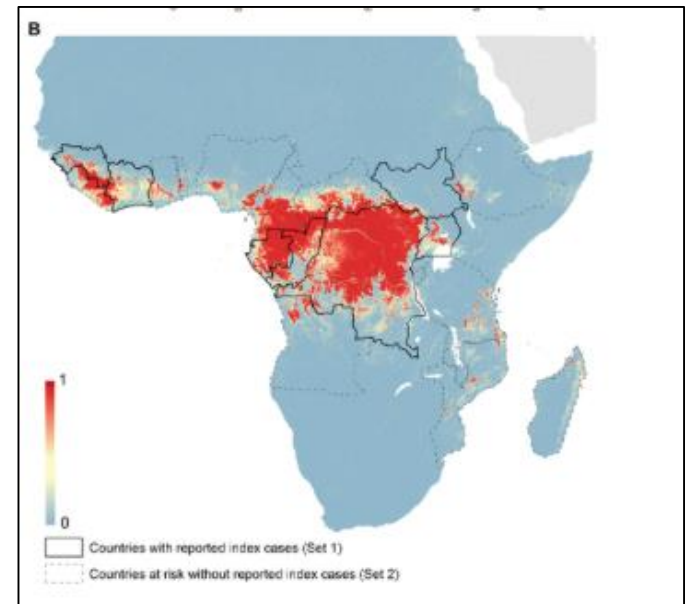 B
1
0
Countries with reported index cases (Set 1)
Countries at risk without reported index cases (Set 2)